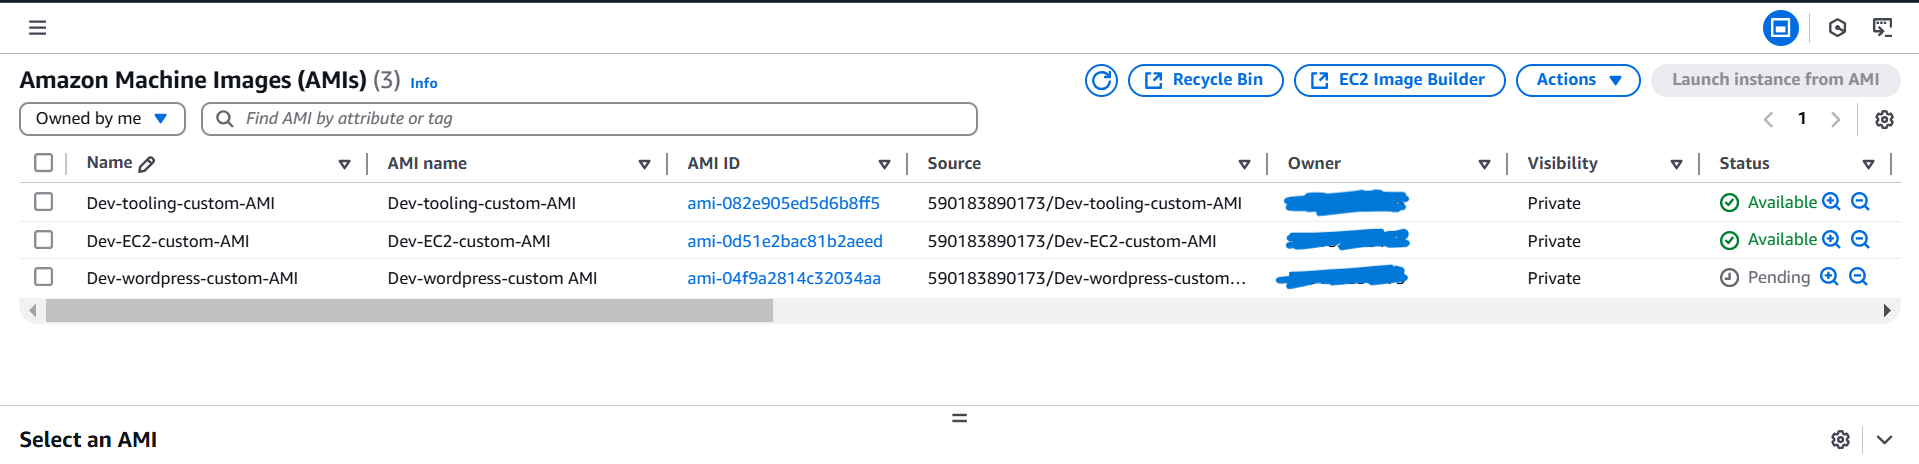 Amazon Machine Images (AMIs) (3) Info
Recycle Bin EC2 Image Builder Actions Launch instance from AMI
Owned by me Find AMI by attribute or tag 1
Name AMI name AMI ID Source Owner Visibility Status
Dev-tooling-custom-AMI Dev-tooling-custom-AMI ami-082e905ed5d6b8ff5 590183890173/Dev-tooling-custom-AMI Private Available
Dev-EC2-custom-AMI Dev-EC2-custom-AMI ami-0d51e2bac81b2aeed 590183890173/Dev-EC2-custom-AMI Private Available
Dev-wordpress-custom-AMI Dev-wordpress-custom AMI ami-04f9a2814c32034aa 590183890173/Dev-wordpress-custom... Private Pending
Select an AMI